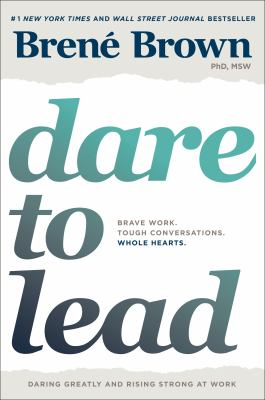 #1 NEW YORK TIMES AND WALL STREET JOURNAL BESTSELLER
Brené Brown
PhD, MSW
dare
to
BRAVE WORK.
TOUGH CONVERSATIONS.
WHOLE HEARTS.
lead
DARING GREATLY AND RISING STRONG AT WORK